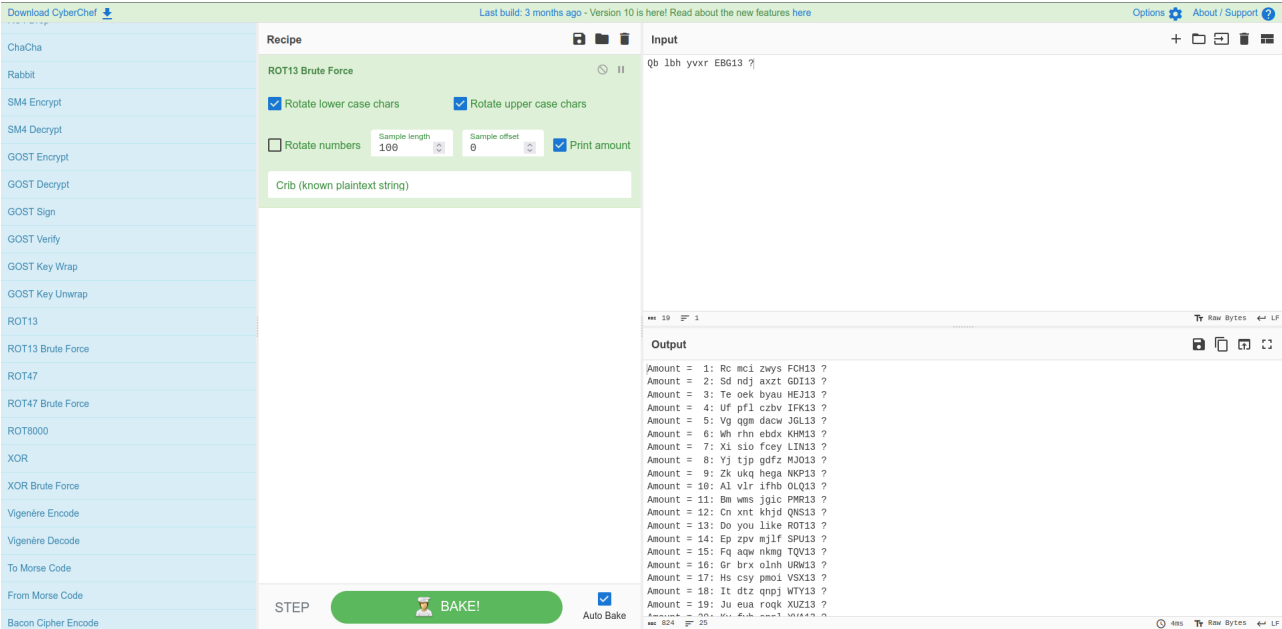 Download CyberChef
Last build: 3 months ago - Version 10 is here! Read about the new features here
Options
About / Support
ChaCha
Rabbit
SM4 Encrypt
SM4 Decrypt
GOST Encrypt
GOST Decrypt
GOST Sign
GOST Verify
GOST Key Wrap
GOST Key Unwrap
ROT13
ROT13 Brute Force
ROT47
ROT47 Brute Force
ROT8000
XOR
XOR Brute Force
Vigenère Encode
Vigenère Decode
To Morse Code
From Morse Code
Bacon Cipher Encode
Recipe
ROT13 Brute Force
Rotate lower case chars
Rotate upper case chars
Rotate numbers
Sample length
100
Sample offset
0
Print amount
Crib (known plaintext string)
STEP
BAKE!
Auto Bake
Input
Qb lbh yvxr EBG13 ?
19
1
Raw Bytes
LF
Output
Amount =  1: Rc mci zwys FCH13 ?
Amount =  2: Sd ndj axzt GDI13 ?
Amount =  3: Te oek byau HEJ13 ?
Amount =  4: Uf pfl czbv IFK13 ?
Amount =  5: Vg qgm dacw JGL13 ?
Amount =  6: Wh rhn ebdx KHM13 ?
Amount =  7: Xi sio fcey LIN13 ?
Amount =  8: Yj tjp gdfz MJO13 ?
Amount =  9: Zk ukq hega NKP13 ?
Amount = 10: Al vlr ifhb OLQ13 ?
Amount = 11: Bm wms jgic PMR13 ?
Amount = 12: Cn xnt khjd QNS13 ?
Amount = 13: Do you like ROT13 ?
Amount = 14: Ep zpv mjlf SPU13 ?
Amount = 15: Fq aqw nkmg TQV13 ?
Amount = 16: Gr brx olnh URW13 ?
Amount = 17: Hs csy pmoi VSX13 ?
Amount = 18: It dtz qnpj WTY13 ?
Amount = 19: Ju eua roqk XUZ13 ?
824
25
4ms
Raw Bytes
LF